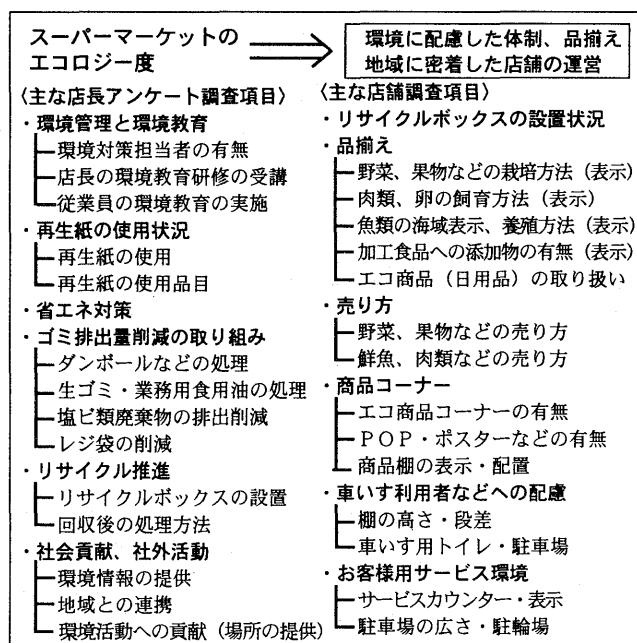 スーパーマーケットの
エコロジー度
環境に配慮した体制、品揃え
地域に密着した店舗の運営
〈主な店長アンケート調査項目〉
・環境管理と環境教育
環境対策担当者の有無
店長の環境教育研修の受講
従業員の環境教育の実施
・再生紙の使用状況
再生紙の使用
再生紙の使用品目
・省エネ対策
・ゴミ排出量削減の取り組み
ダンボールなどの処理
生ゴミ・業務用食用油の処理
塩ビ類廃棄物の排出削減
レジ袋の削減
・リサイクル推進
リサイクルボックスの設置
回収後の処理方法
・社会貢献、社外活動
環境情報の提供
地域との連携
環境活動への貢献（場所の提供）
〈主な店舗調査項目〉
・リサイクルボックスの設置状況
・品揃え
野菜、果物などの栽培方法（表示）
肉類、卵の飼育方法（表示）
魚類の海域表示、養殖方法（表示）
加工食品への添加物の有無（表示）
エコ商品（日用品）の取り扱い
・売り方
野菜、果物などの売り方
鮮魚、肉類などの売り方
・商品コーナー
エコ商品コーナーの有無
ＰＯＰ・ポスターなどの有無
商品棚の表示・配置
・車いす利用者などへの配慮
棚の高さ・段差
車いす用トイレ・駐車場
・お客様用サービス環境
サービスカウンター・表示
駐車場の広さ・駐輪場